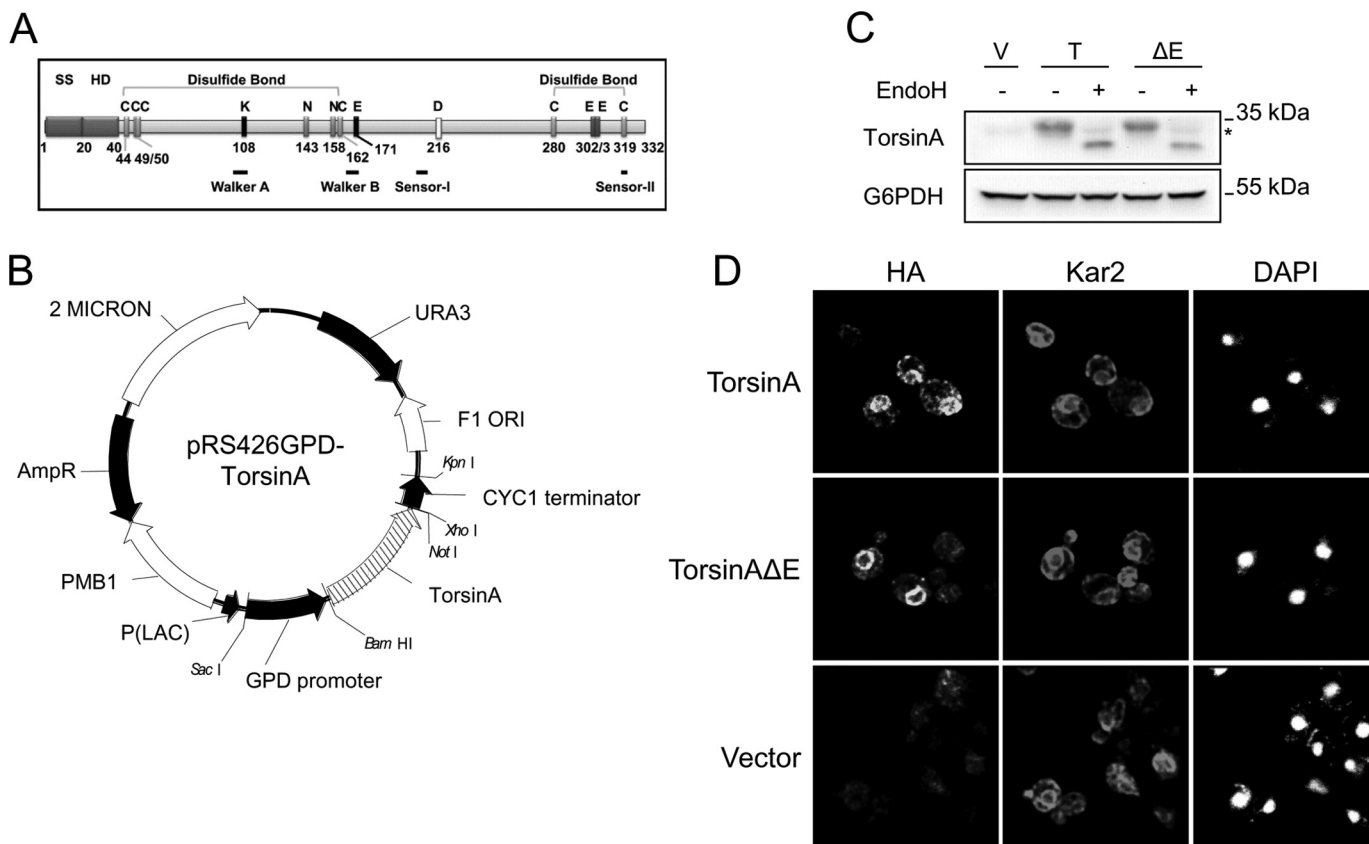 A
SS HD Disulfide Bond Disulfide Bond
C CC C K N N C E D C E E C
1 20 40 44 49/50 108 143 158 162 171 216 280 302/3 319 332
Walker A Walker B Sensor-I Sensor-II
B
2 MICRON
URA3
F1 ORI
Kpn I
CYC1 terminator
Xho I
Not I
TorsinA
Bam HI
GPD promoter
Sac I
P(LAC)
PMB1
AmpR
pRS426GPD-
TorsinA
C
V T ΔE
EndoH - - + - +
TorsinA
35 kDa
*
G6PDH
55 kDa
D
HA Kar2 DAPI
TorsinA
TorsinAΔE
Vector